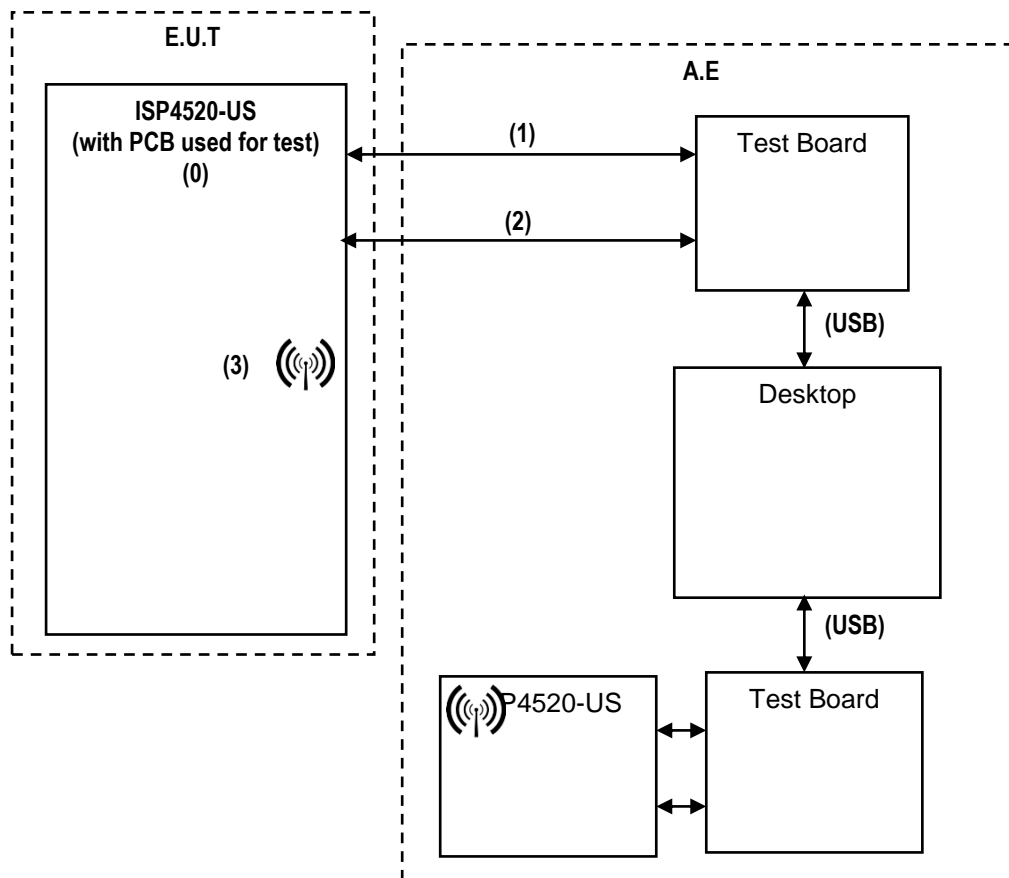 E.U.T
A.E
ISP4520-US
(with PCB used for test)
(0)
(1)
(2)
Test Board
(USB)
(3)
Desktop
(USB)
P4520-US
Test Board